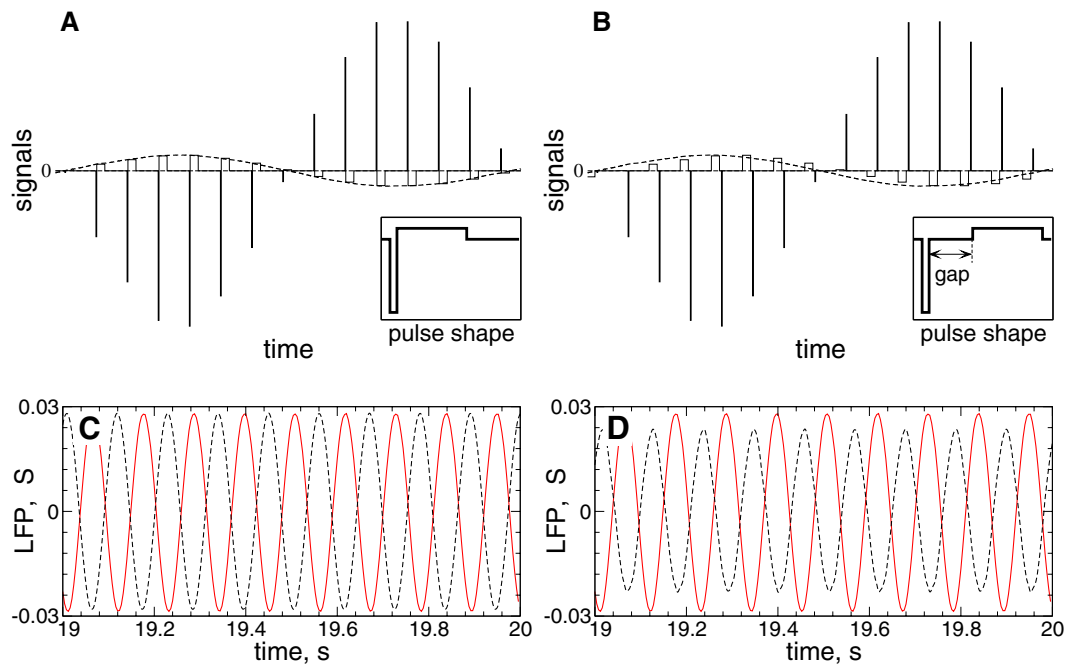 A
signals
0
pulse shape
time
B
signals
0
gap
pulse shape
time
C
0.03
0
-0.03
LFP, S
19
19.2
19.4
19.6
19.8
20
time, s
D
0.03
0
-0.03
LFP, S
19
19.2
19.4
19.6
19.8
20
time, s